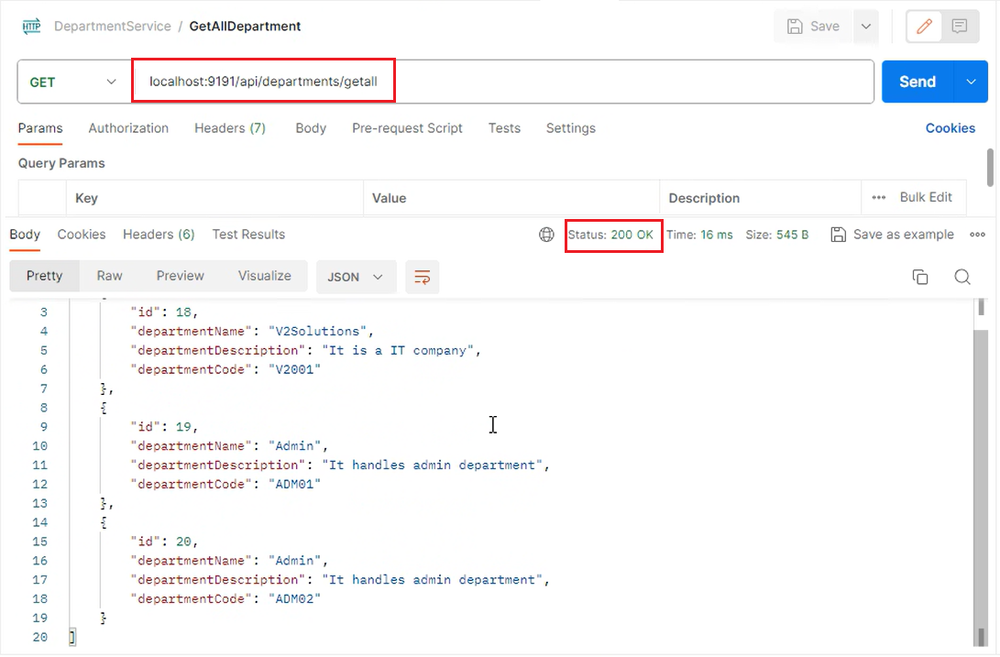 HTTP DepartmentService / GetAllDepartment Save
GET localhost:9191/api/departments/getall Send
Params Authorization Headers (7) Body Pre-request Script Tests Settings Cookies
Query Params
Key Value Description ••• Bulk Edit
Body Cookies Headers (6) Test Results Status: 200 OK Time: 16 ms Size: 545 B Save as example
Pretty Raw Preview Visualize JSON
3 "id": 18,
4 "departmentName": "V2Solutions",
5 "departmentDescription": "It is a IT company",
6 "departmentCode": "V2001"
7 },
8 {
9 "id": 19,
10 "departmentName": "Admin",
11 "departmentDescription": "It handles admin department",
12 "departmentCode": "ADM01"
13 },
14 {
15 "id": 20,
16 "departmentName": "Admin",
17 "departmentDescription": "It handles admin department",
18 "departmentCode": "ADM02"
19 }
20 ]